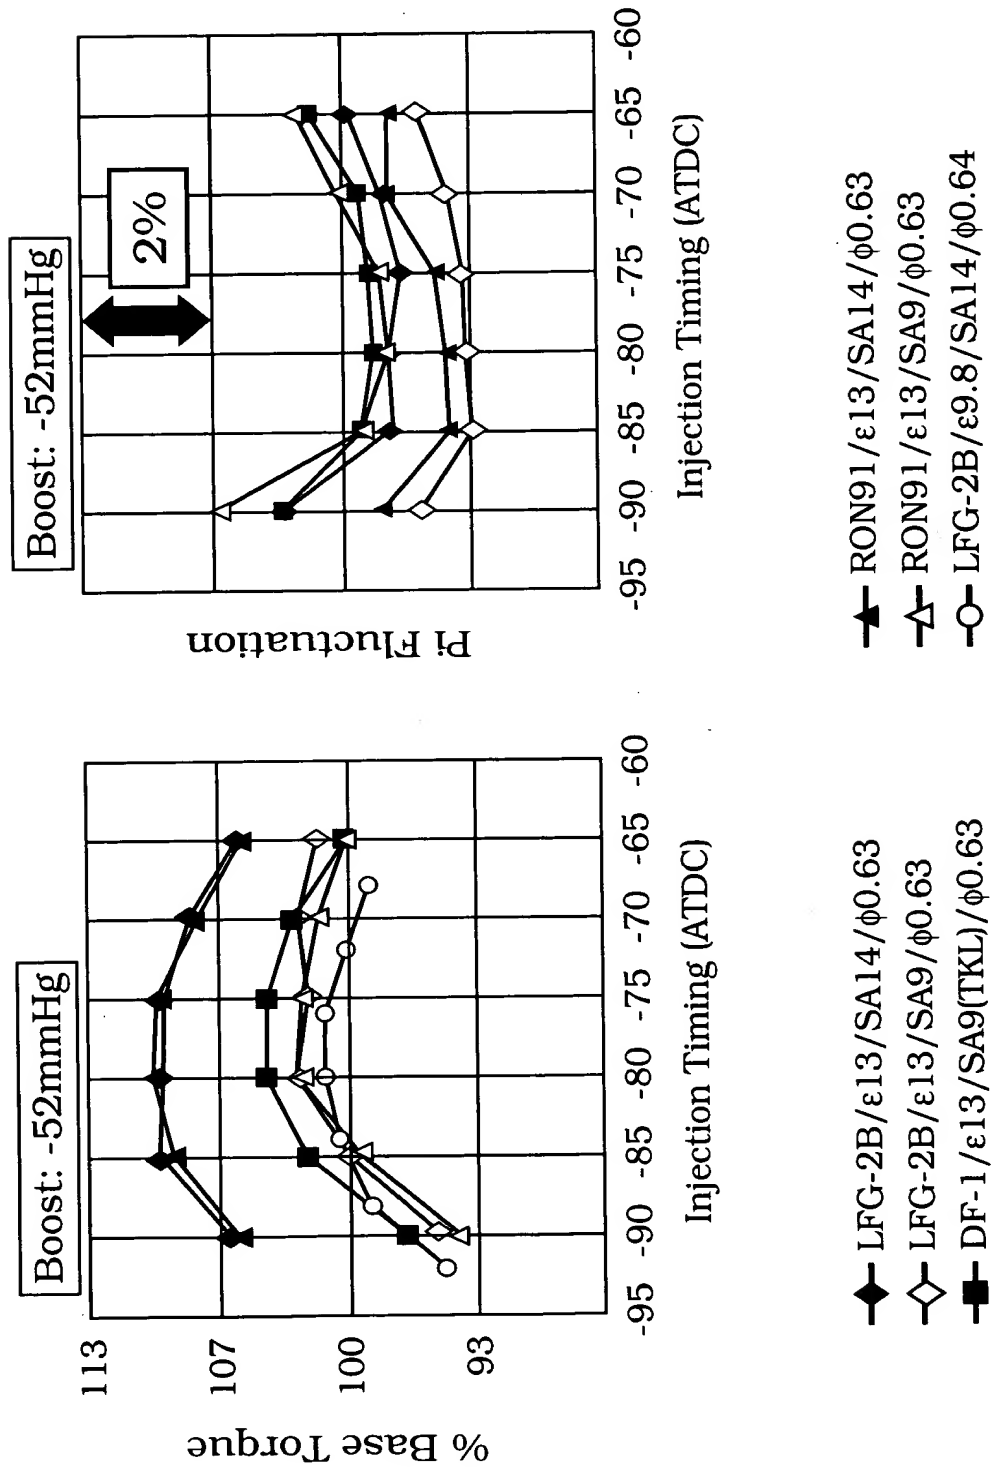 Boost: -52mmHg
% Base Torque
113
107
100
93
-95
-90
-85
-80
-75
-70
-65
-60
Injection Timing (ATDC)
Boost: -52mmHg
2%
Pi Fluctuation
-95
-90
-85
-80
-75
-70
-65
-60
Injection Timing (ATDC)
LFG-2B/ε13/SA14/ϕ0.63
LFG-2B/ε13/SA9/ϕ0.63
DF-1/ε13/SA9(TKL)/ϕ0.63
RON91/ε13/SA14/ϕ0.63
RON91/ε13/SA9/ϕ0.63
LFG-2B/ε9.8/SA14/ϕ0.64